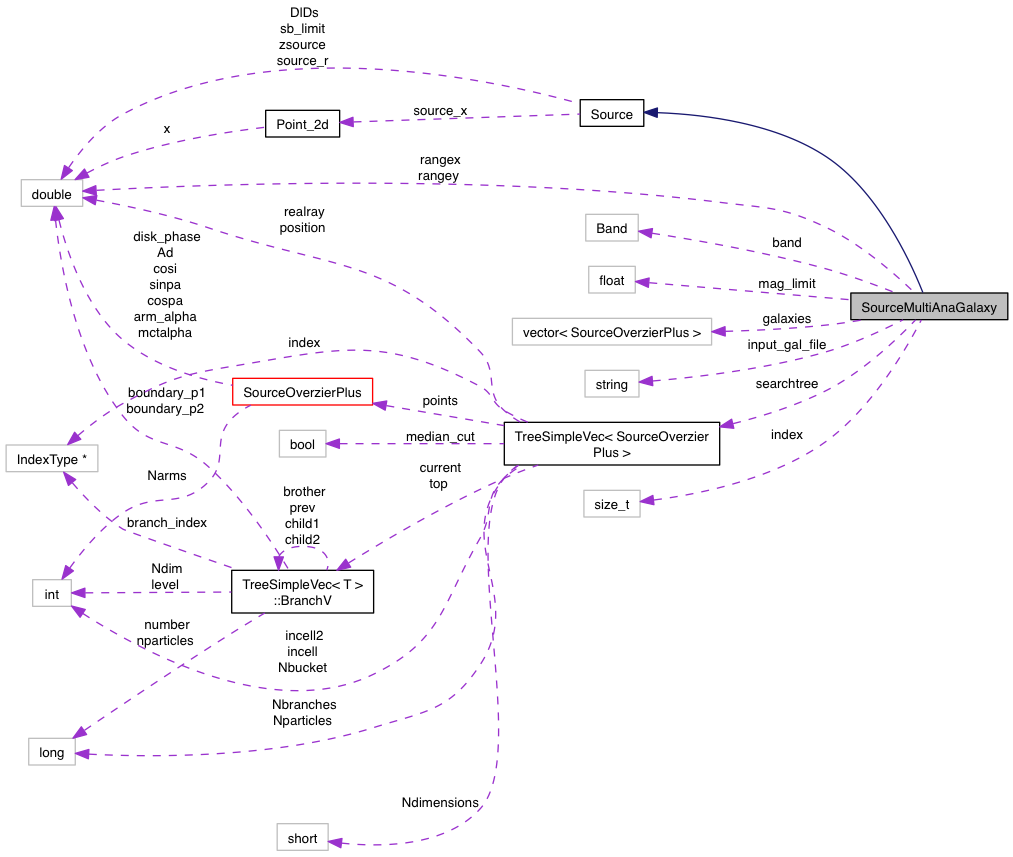 DlDs
sb_limit
zsource
source_r
source_x
Source
Point_2d
x
rangex
rangey
double
realray
position
Band
band
disk_phase
Ad
cosi
sinpa
cospa
arm_alpha
mctalpha
float
mag_limit
SourceMultiAnaGalaxy
vector< SourceOverzierPlus >
galaxies
index
input_gal_file
string
searchtree
SourceOverzierPlus
boundary_p1
boundary_p2
points
bool
median_cut
TreeSimpleVec< SourceOverzier
Plus >
index
IndexType *
Narms
current
top
brother
prev
child1
child2
size_t
branch_index
Ndim
level
int
TreeSimpleVec< T >
::BranchV
number
nparticles
incell2
incell
Nbucket
Nbranches
Nparticles
long
Ndimensions
short